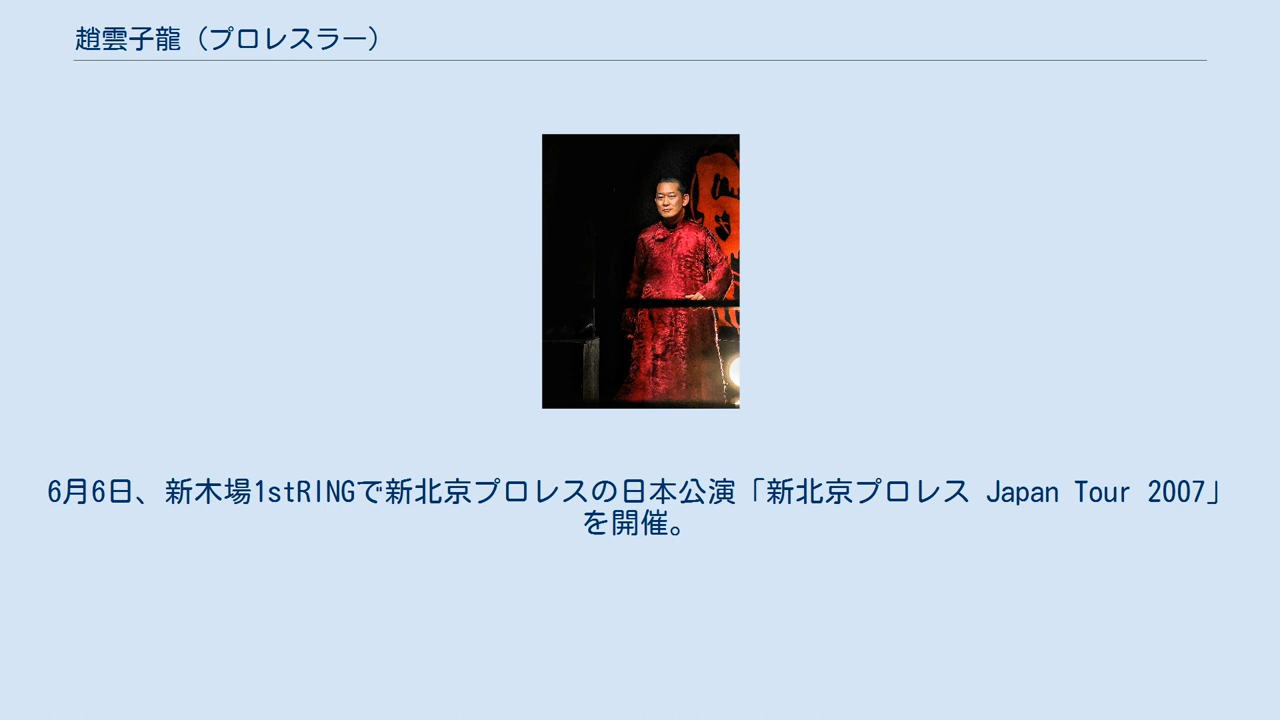 趙雲子龍（プロレスラー）
6月6日、新木場1stRINGで新北京プロレスの日本公演「新北京プロレス Japan Tour 2007」
を開催。